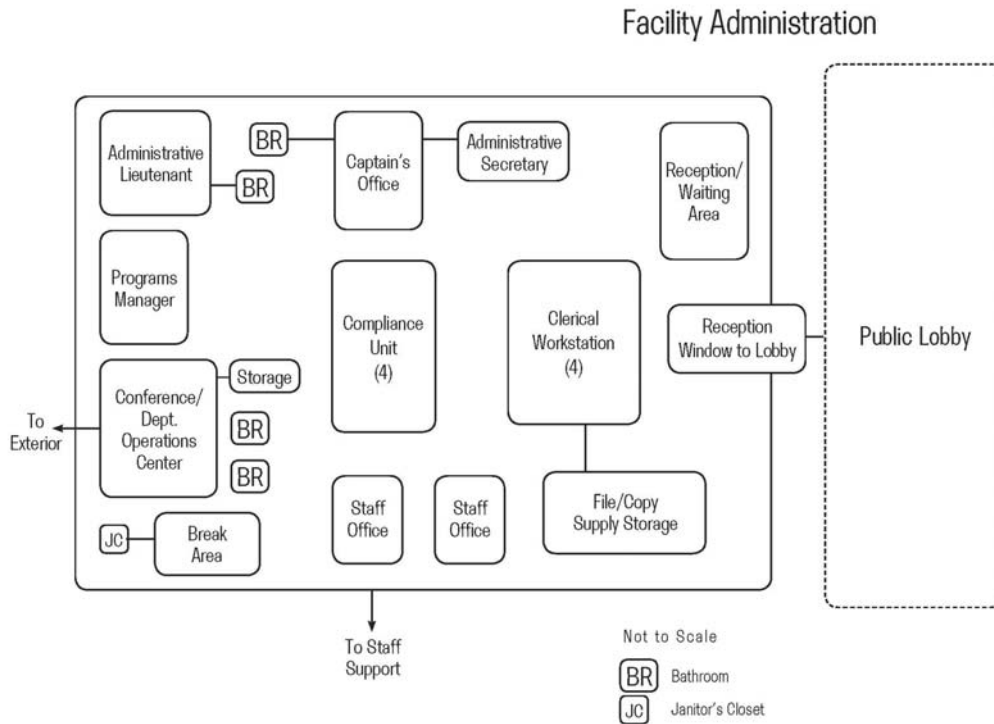 Facility Administration
Administrative
Lieutenant
BR
BR
Captain's
Office
Administrative
Secretary
Reception/
Waiting
Area
Programs
Manager
Compliance
Unit
(4)
Clerical
Workstation
(4)
Reception
Window to Lobby
Public Lobby
To
Exterior
Conference/
Dept.
Operations
Center
Storage
BR
BR
JC
Break
Area
Staff
Office
Staff
Office
File/Copy
Supply Storage
To Staff
Support
Not to Scale
BR Bathroom
JC Janitor's Closet